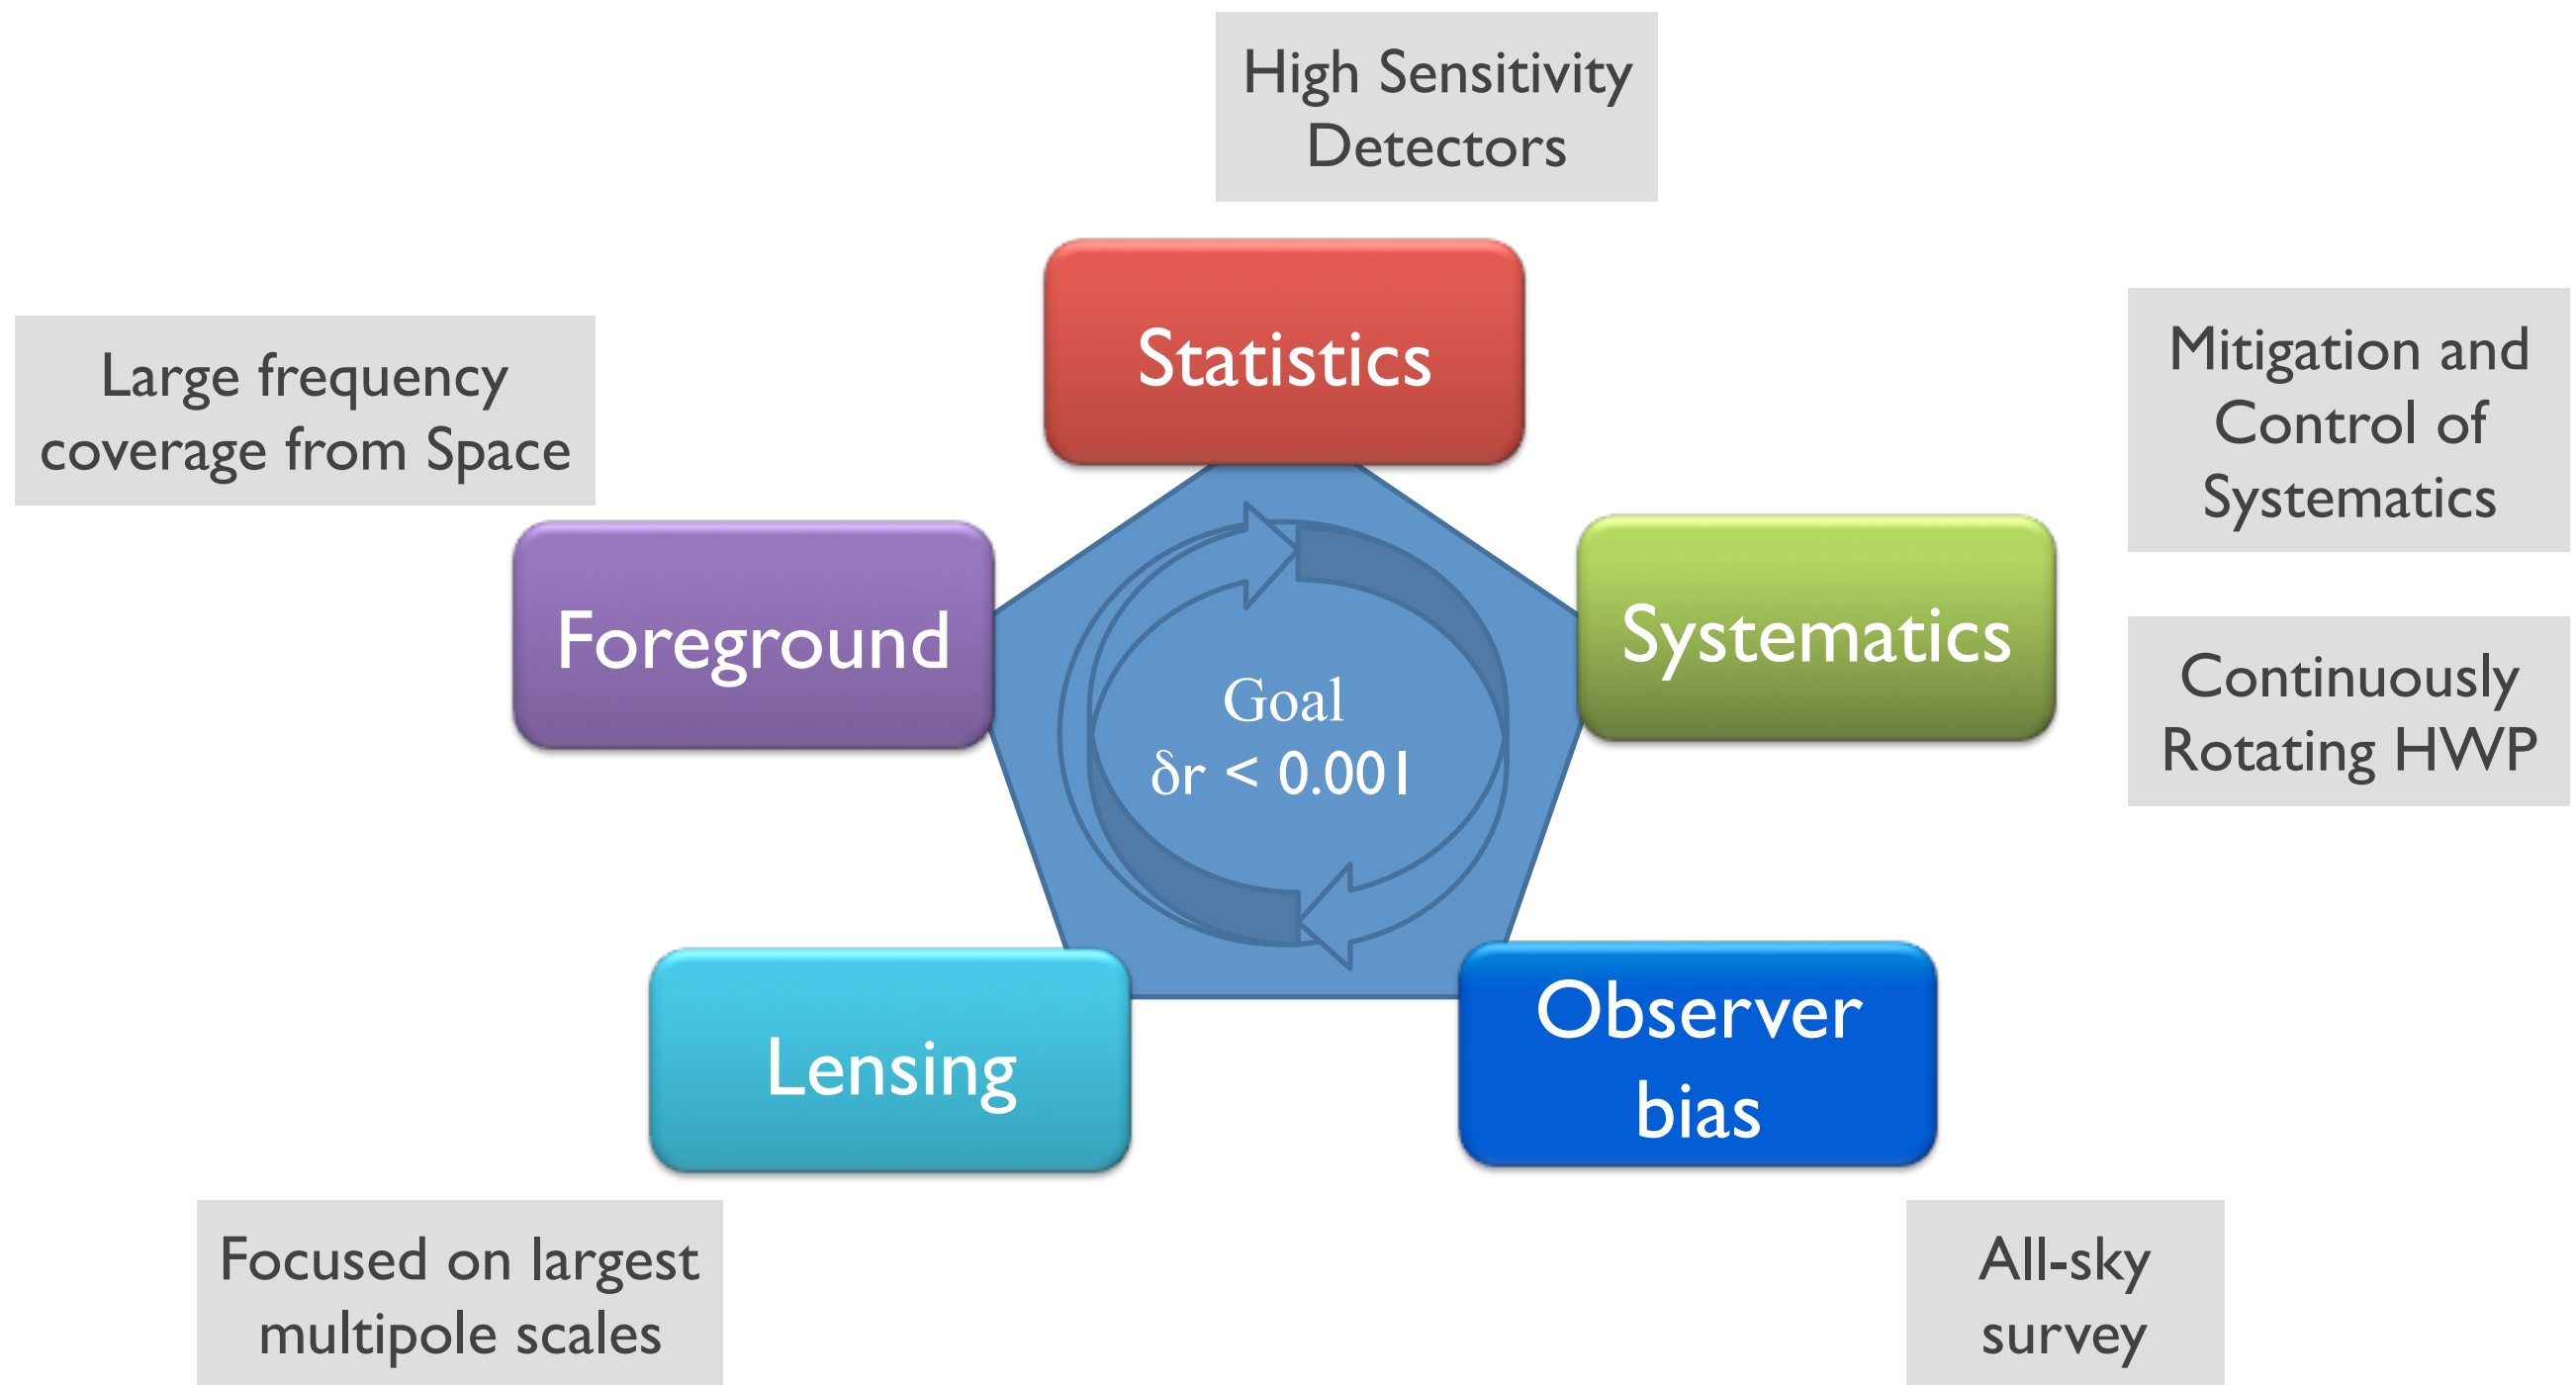 High Sensitivity
Detectors
Statistics
Large frequency
coverage from Space
Mitigation and
Control of
Systematics
Foreground
Systematics
Continuously
Rotating HWP
Goal
δr < 0.001
Lensing
Observer
bias
Focused on largest
multipole scales
All-sky
survey